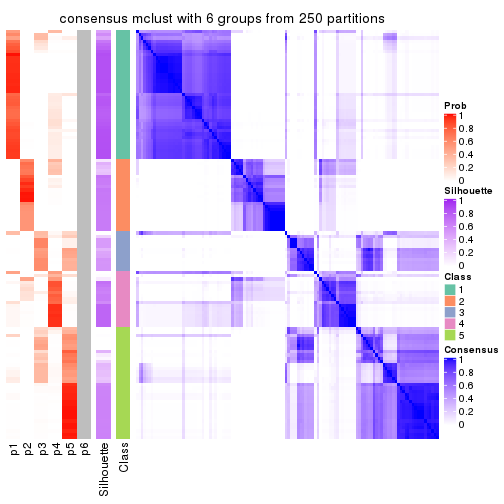 consensus mclust with 6 groups from 250 partitions
Prob
1
0.8
0.6
0.4
0.2
0
Silhouette
1
0.8
0.6
0.4
0.2
0
Class
1
2
3
4
5
Consensus
1
0.8
0.6
0.4
0.2
0
p1
p2
p3
p4
p5
p6
Silhouette
Class